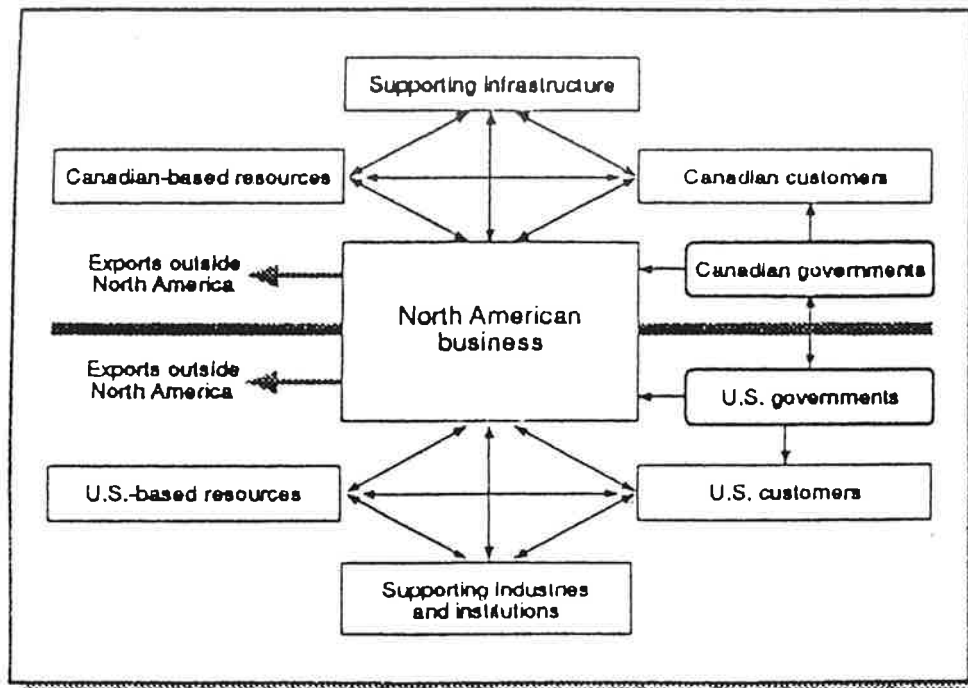 Supporting infrastructure
Canadian-based resources
Canadian customers
Exports outside
North America
Canadian governments
North American
business
Exports outside
North America
U.S. governments
U.S.-based resources
U.S. customers
Supporting industries
and institutions